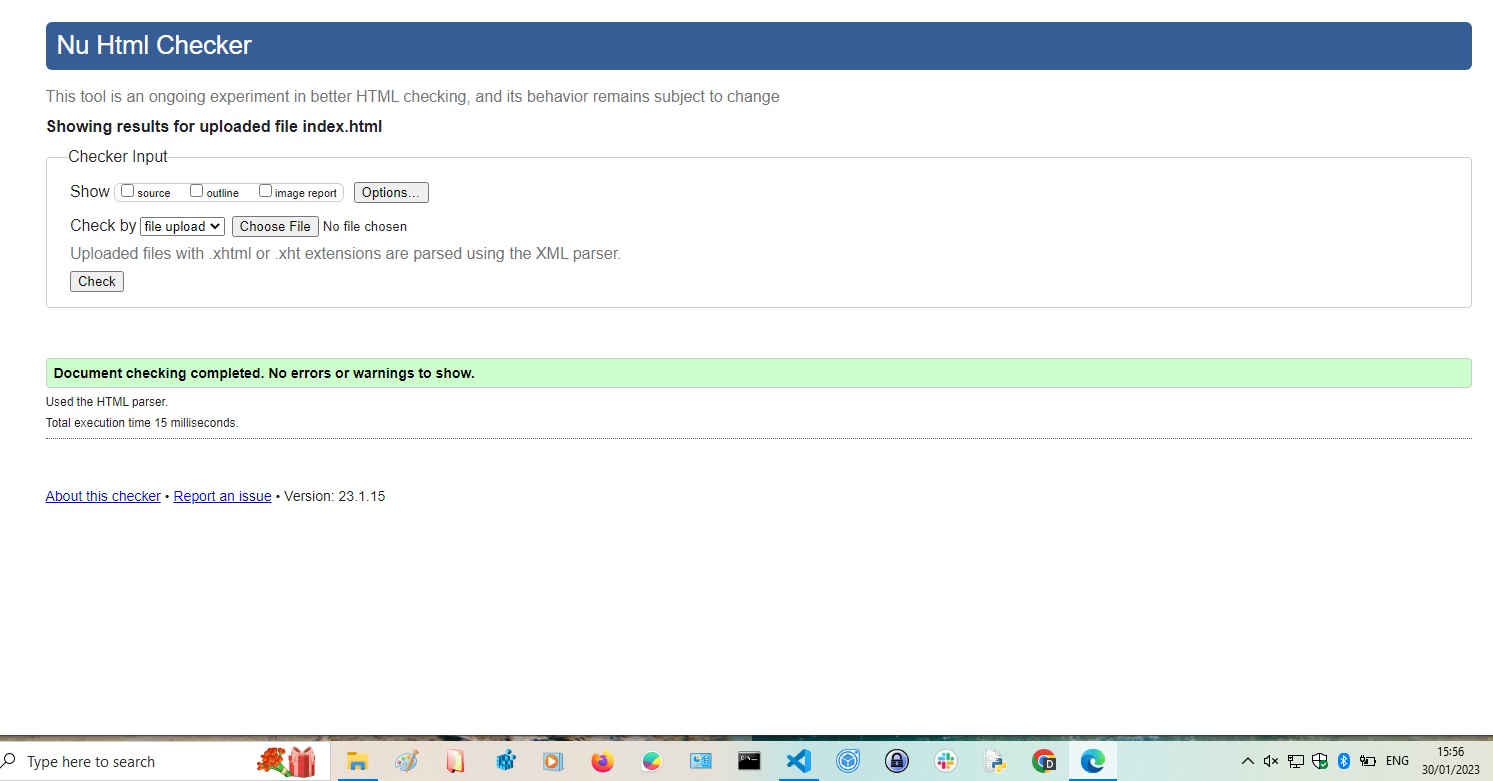 Nu Html Checker
This tool is an ongoing experiment in better HTML checking, and its behavior remains subject to change
Showing results for uploaded file index.html
Checker Input
Show source outline image report Options...
Check by file upload Choose File No file chosen
Uploaded files with .xhtml or .xht extensions are parsed using the XML parser.
Check
Document checking completed. No errors or warnings to show.
Used the HTML parser.
Total execution time 15 milliseconds.
About this checker • Report an issue • Version: 23.1.15
Type here to search
ENG
15:56
30/01/2023